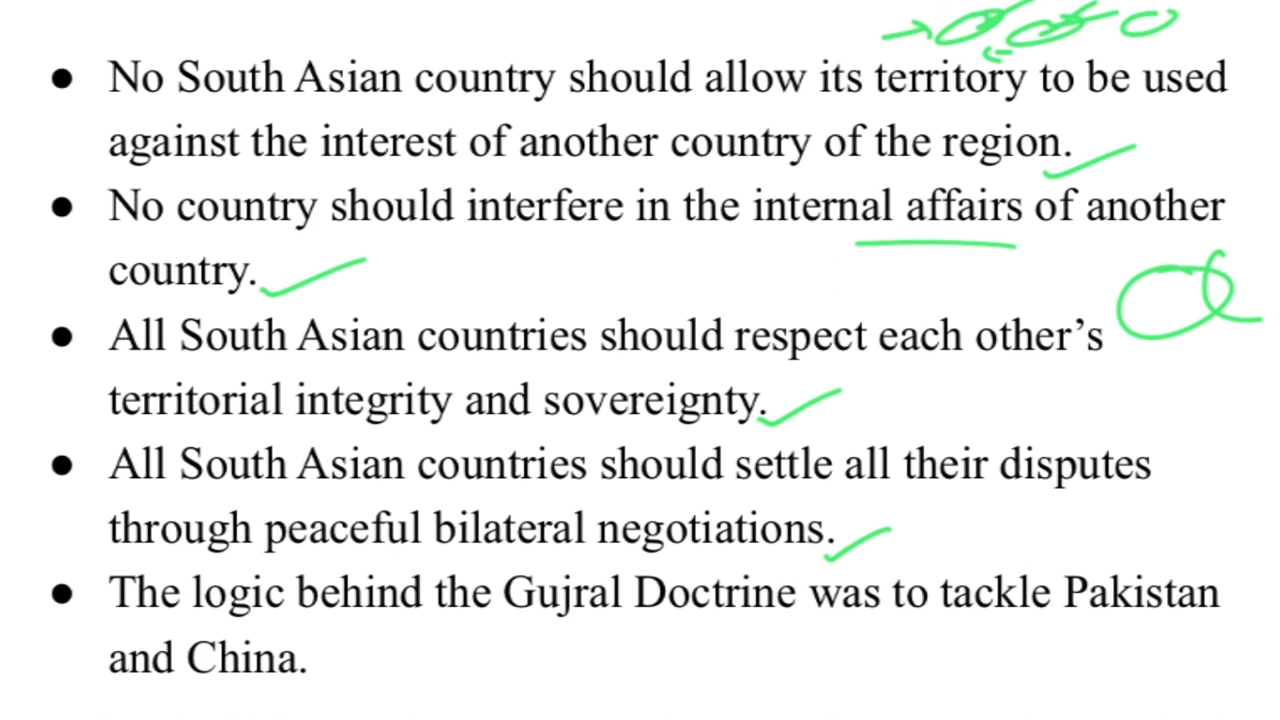 ● No South Asian country should allow its territory to be used
against the interest of another country of the region.
● No country should interfere in the internal affairs of another
country.
● All South Asian countries should respect each other’s
territorial integrity and sovereignty.
● All South Asian countries should settle all their disputes
through peaceful bilateral negotiations.
● The logic behind the Gujral Doctrine was to tackle Pakistan
and China.